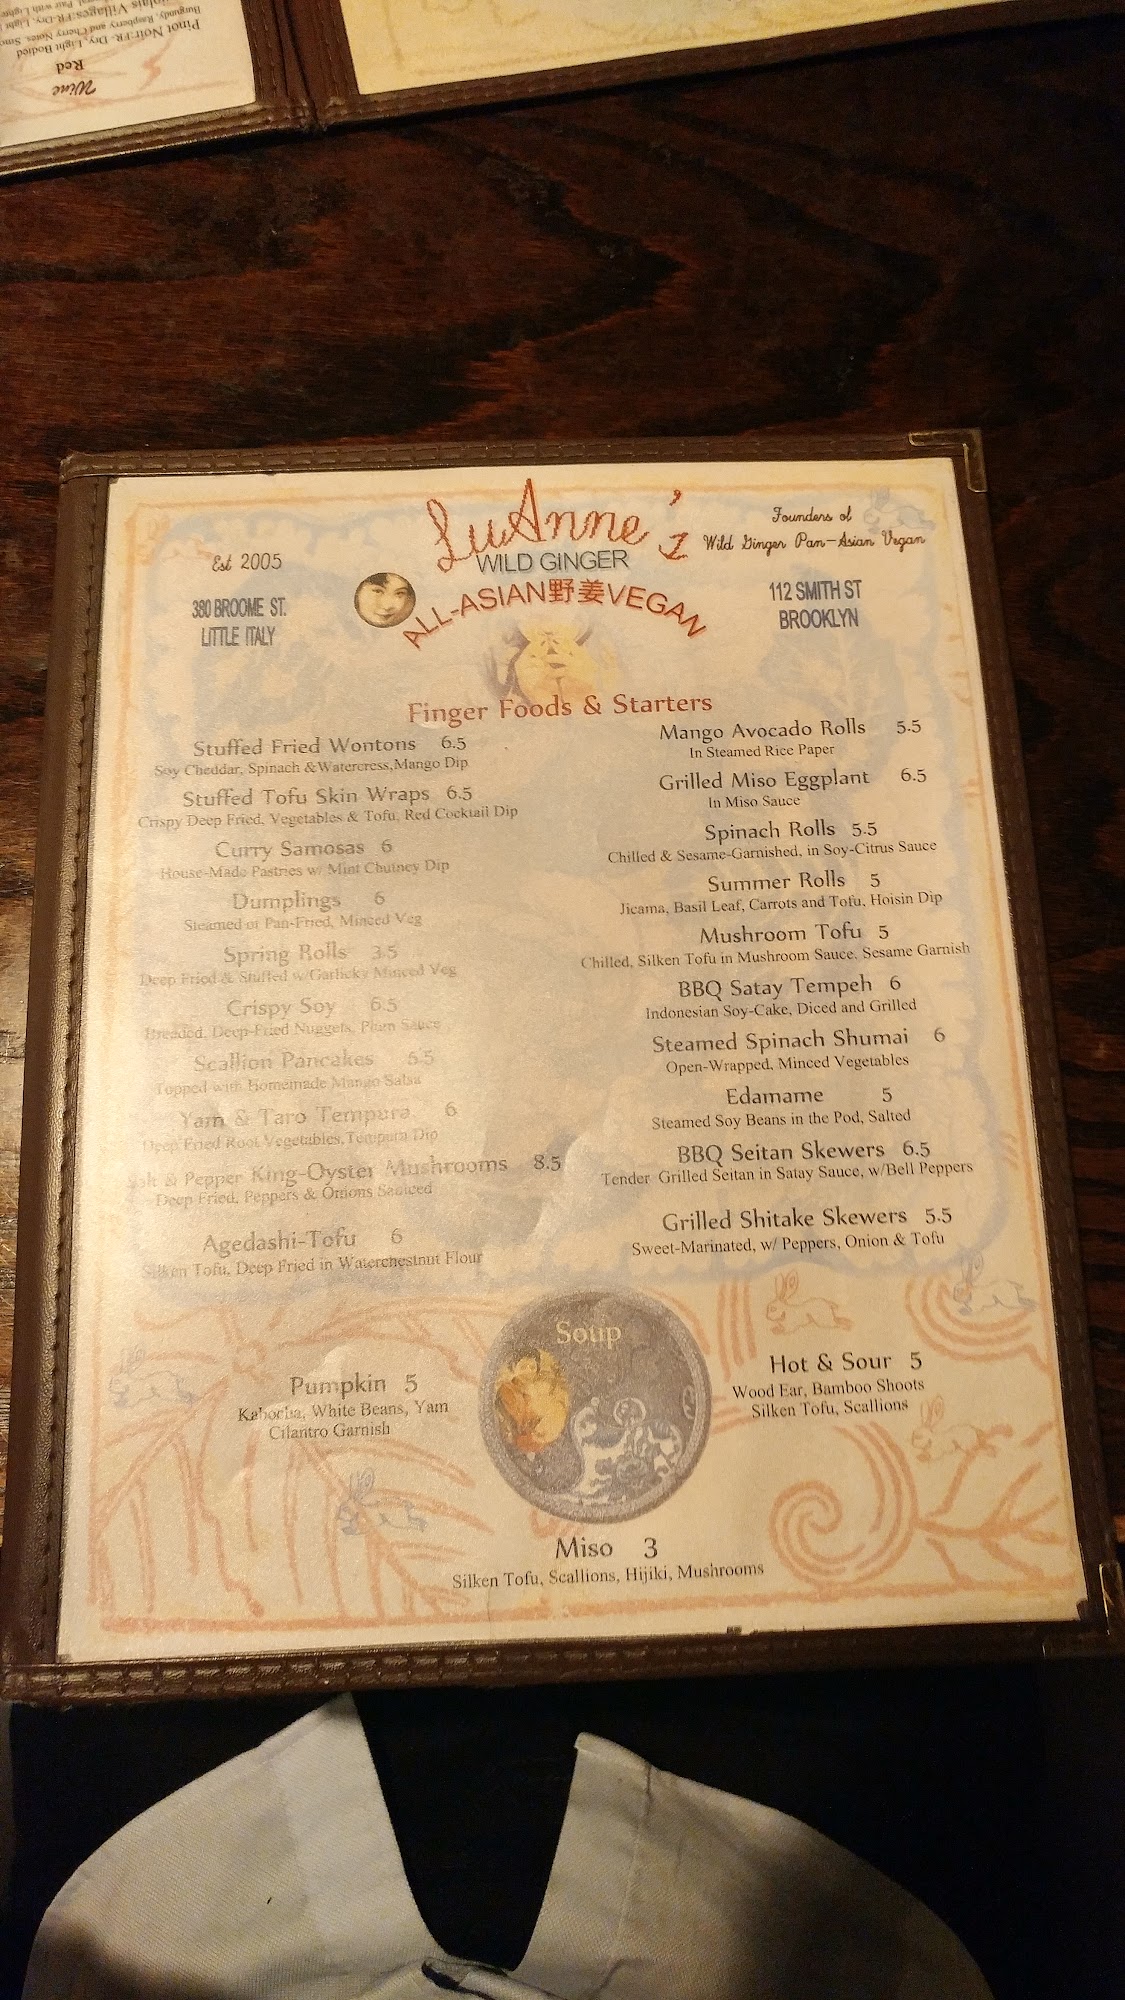 Wine
Red
Pinot Noir-FR- Dry, Light Bodied
Burgundy, Raspberry and Cherry Notes.
LuAnne's
WILD GINGER
ALL-ASIAN野姜VEGAN
Est 2005
380 BROOME ST.
LITTLE ITALY
Founders of
Wild Ginger Pan-Asian Vegan
112 SMITH ST
BROOKLYN
Finger Foods & Starters
Stuffed Fried Wontons 6.5
Soy Cheddar, Spinach &Watercress,Mango Dip
Stuffed Tofu Skin Wraps 6.5
Crispy Deep Fried, Vegetables & Tofu, Red Cocktail Dip
Curry Samosas 6
House-Made Pastries w/ Mint Chutney Dip
Dumplings 6
Steamed or Pan-Fried, Minced Veg
Spring Rolls 3.5
Deep Fried & Stuffed w/Garlicky Minced Veg
Crispy Soy 6.5
Breaded, Deep-Fried Nuggets, Plum Sauce
Scallion Pancakes 6.5
Topped with Homemade Mango Salsa
Yam & Taro Tempura 6
Deep Fried Root Vegetables,Tempura Dip
Salt & Pepper King-Oyster Mushrooms 8.5
Deep Fried, Peppers & Onions Sauteed
Agedashi-Tofu 6
Silken Tofu, Deep Fried in Waterchestnut Flour
Mango Avocado Rolls 5.5
In Steamed Rice Paper
Grilled Miso Eggplant 6.5
In Miso Sauce
Spinach Rolls 5.5
Chilled & Sesame-Garnished, in Soy-Citrus Sauce
Summer Rolls 5
Jicama, Basil Leaf, Carrots and Tofu, Hoisin Dip
Mushroom Tofu 5
Chilled, Silken Tofu in Mushroom Sauce, Sesame Garnish
BBQ Satay Tempeh 6
Indonesian Soy-Cake, Diced and Grilled
Steamed Spinach Shumai 6
Open-Wrapped, Minced Vegetables
Edamame 5
Steamed Soy Beans in the Pod, Salted
BBQ Seitan Skewers 6.5
Tender Grilled Seitan in Satay Sauce, w/Bell Peppers
Grilled Shitake Skewers 5.5
Sweet-Marinated, w/ Peppers, Onion & Tofu
Soup
Pumpkin 5
Kabocha, White Beans, Yam
Cilantro Garnish
Hot & Sour 5
Wood Ear, Bamboo Shoots
Silken Tofu, Scallions
Miso 3
Silken Tofu, Scallions, Hijiki, Mushrooms